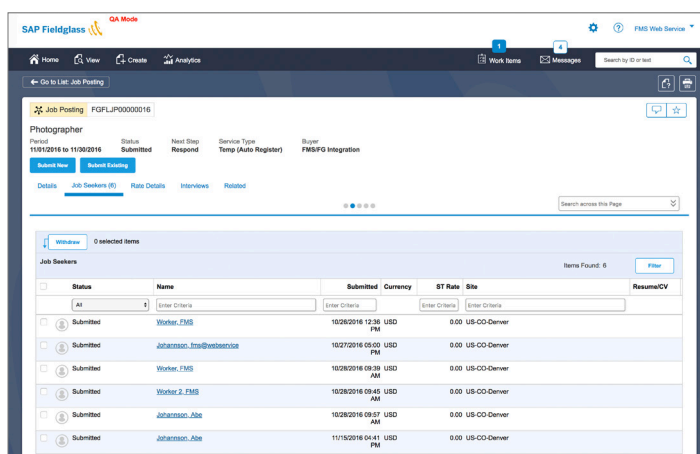 SAP Fieldglass
QA Mode
FMS Web Service
Home View Create Analytics
1
Work Items
4
Messages
Search by ID or text
Go to List: Job Posting
Job Posting FGFLJP00000016
Photographer
Period Status Next Step Service Type Buyer
11/01/2016 to 11/30/2016 Submitted Respond Temp (Auto Register) FMS/FG Integration
Submit New Submit Existing
Details Job Seekers (6) Rate Details Interviews Related
Search across this Page
Withdraw 0 selected items
Job Seekers Items Found: 6 Filter
Status Name Submitted Currency ST Rate Site Resume/CV
All Enter Criteria Enter Criteria Enter Criteria Enter Criteria
Submitted Worker, FMS 10/26/2016 12:36 PM USD 0.00 US-CO-Denver
Submitted Johannson, fms@webservice 10/27/2016 05:00 PM USD 0.00 US-CO-Denver
Submitted Worker, FMS 10/28/2016 09:39 AM USD 0.00 US-CO-Denver
Submitted Worker 2, FMS 10/28/2016 09:45 AM USD 0.00 US-CO-Denver
Submitted Johannson, Abe 10/28/2016 09:57 AM USD 0.00 US-CO-Denver
Submitted Johannson, Abe 11/15/2016 04:41 PM USD 0.00 US-CO-Denver